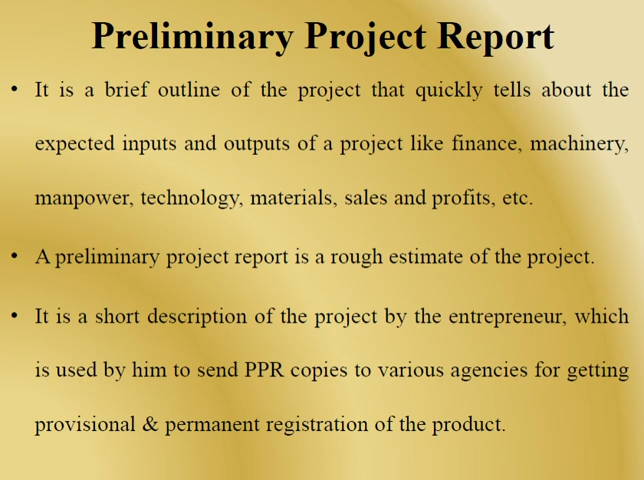 Preliminary Project Report
• It is a brief outline of the project that quickly tells about the
expected inputs and outputs of a project like finance, machinery,
manpower, technology, materials, sales and profits, etc.
• A preliminary project report is a rough estimate of the project.
• It is a short description of the project by the entrepreneur, which
is used by him to send PPR copies to various agencies for getting
provisional & permanent registration of the product.